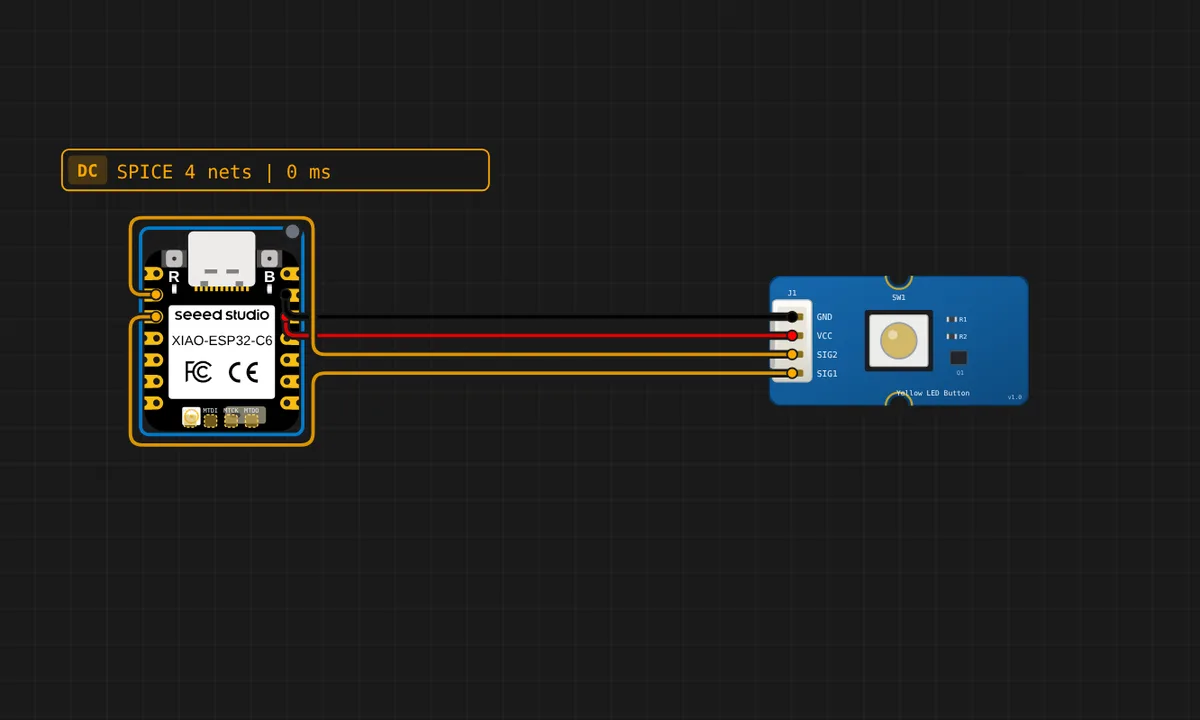 DC SPICE 4 nets | 0 ms
R
B
seeed studio
XIAO-ESP32-C6
FC CE
MTDI MTCK MTDO
J1
SW1
GND
VCC
SIG2
SIG1
R1
R2
Q1
Yellow LED Button
v1.0